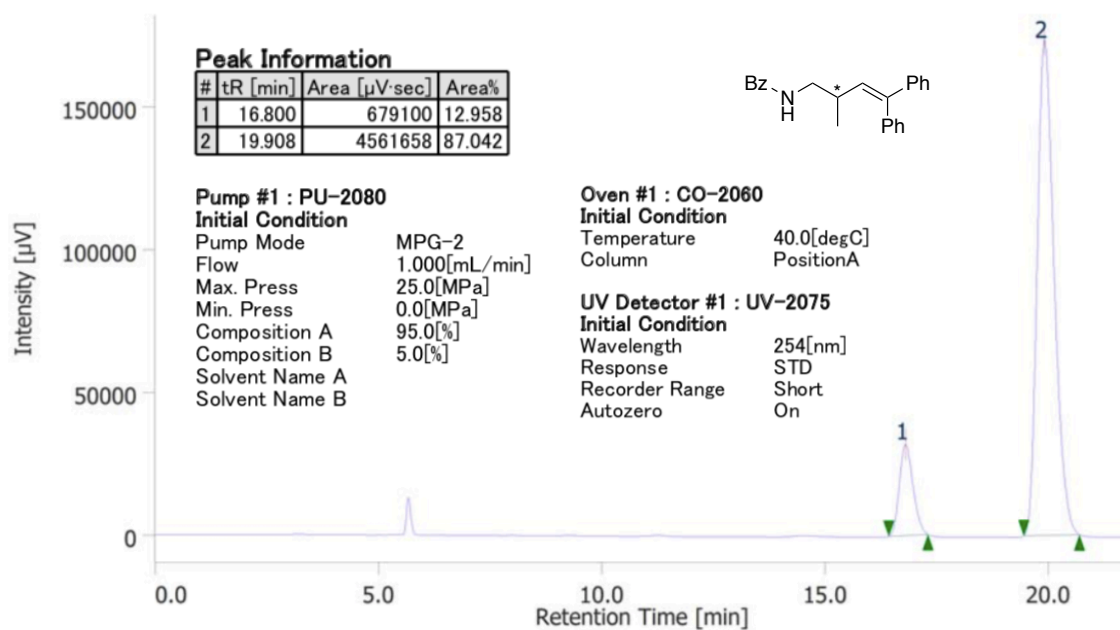 Peak Information
# tR [min] Area [µV·sec] Area%
1 16.800 679100 12.958
2 19.908 4561658 87.042
Pump #1 : PU-2080
Initial Condition
Pump Mode MPG-2
Flow 1.000[mL/min]
Max. Press 25.0[MPa]
Min. Press 0.0[MPa]
Composition A 95.0[%]
Composition B 5.0[%]
Solvent Name A
Solvent Name B
Oven #1 : CO-2060
Initial Condition
Temperature 40.0[degC]
Column PositionA
UV Detector #1 : UV-2075
Initial Condition
Wavelength 254[nm]
Response STD
Recorder Range Short
Autozero On
Bz
N
H
*
Ph
Ph
1
2
Intensity [µV]
150000
100000
50000
0
0.0 5.0 10.0 15.0 20.0
Retention Time [min]